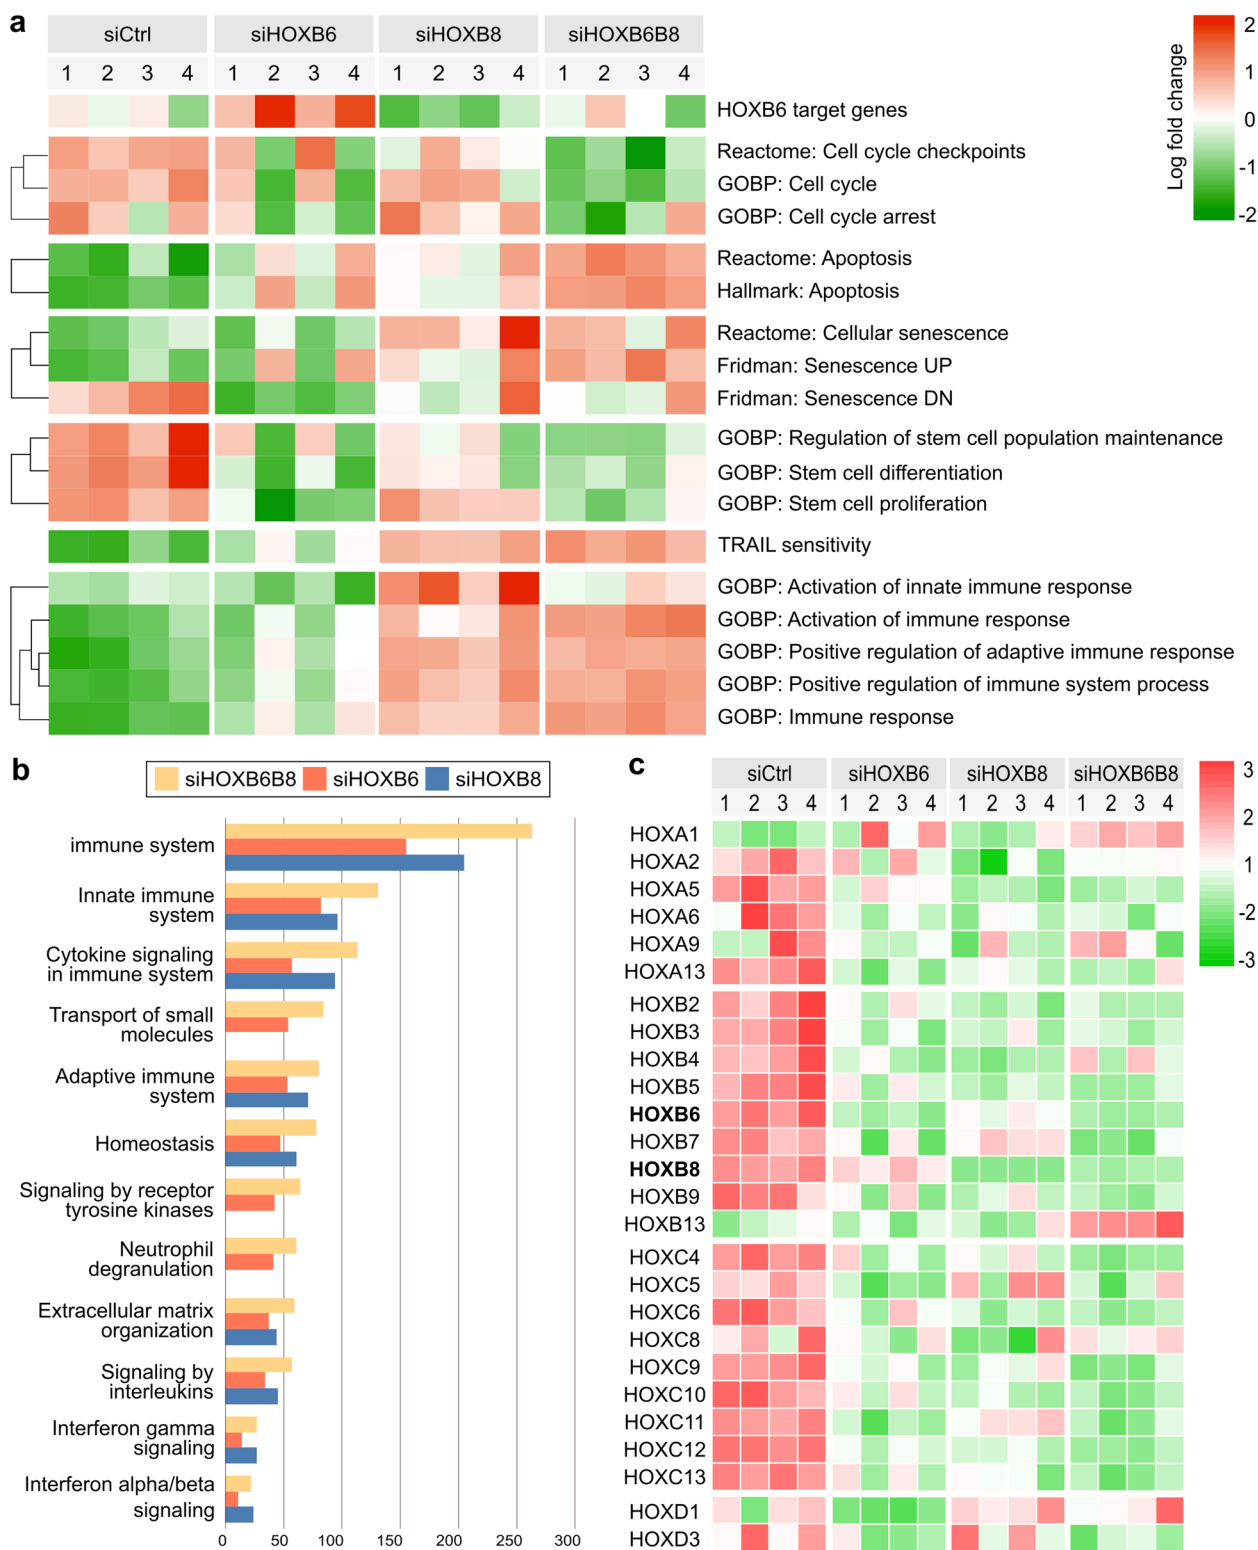 a
siCtrl siHOXB6 siHOXB8 siHOXB6B8
1 2 3 4 1 2 3 4 1 2 3 4 1 2 3 4
HOXB6 target genes
Reactome: Cell cycle checkpoints
GOBP: Cell cycle
GOBP: Cell cycle arrest
Reactome: Apoptosis
Hallmark: Apoptosis
Reactome: Cellular senescence
Fridman: Senescence UP
Fridman: Senescence DN
GOBP: Regulation of stem cell population maintenance
GOBP: Stem cell differentiation
GOBP: Stem cell proliferation
TRAIL sensitivity
GOBP: Activation of innate immune response
GOBP: Activation of immune response
GOBP: Positive regulation of adaptive immune response
GOBP: Positive regulation of immune system process
GOBP: Immune response
Log fold change
2
1
0
-1
-2
b
siHOXB6B8 siHOXB6 siHOXB8
immune system
Innate immune
system
Cytokine signaling
in immune system
Transport of small
molecules
Adaptive immune
system
Homeostasis
Signaling by receptor
tyrosine kinases
Neutrophil
degranulation
Extracellular matrix
organization
Signaling by
interleukins
Interferon gamma
signaling
Interferon alpha/beta
signaling
0 50 100 150 200 250 300
c
siCtrl siHOXB6 siHOXB8 siHOXB6B8
1 2 3 4 1 2 3 4 1 2 3 4 1 2 3 4
HOXA1
HOXA2
HOXA5
HOXA6
HOXA9
HOXA13
HOXB2
HOXB3
HOXB4
HOXB5
HOXB6
HOXB7
HOXB8
HOXB9
HOXB13
HOXC4
HOXC5
HOXC6
HOXC8
HOXC9
HOXC10
HOXC11
HOXC12
HOXC13
HOXD1
HOXD3
3
2
1
-2
-3